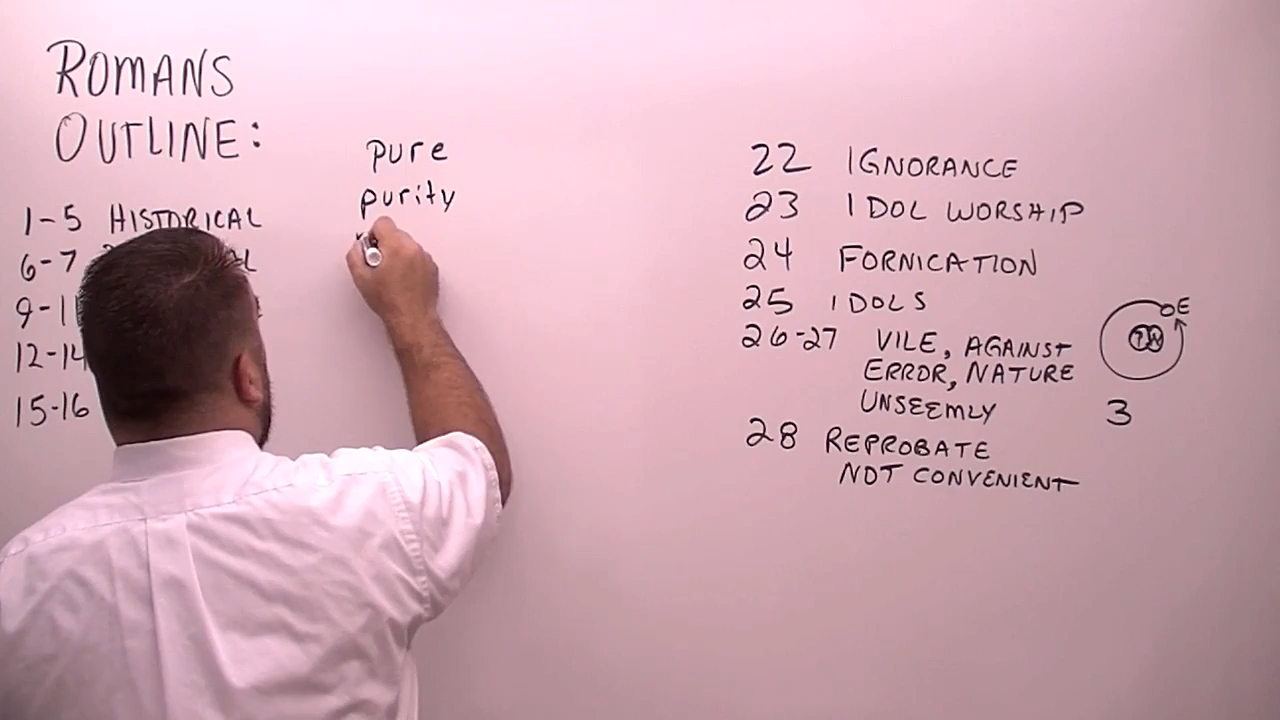 ROMANS
OUTLINE:
1-5 HISTORICAL
6-7
9-11
12-14
15-16
pure
purity
22 IGNORANCE
23 IDOL WORSHIP
24 FORNICATION
25 IDOLS
26-27 VILE, AGAINST
ERROR, NATURE
UNSEEMLY
28 REPROBATE
NOT CONVENIENT
E
3